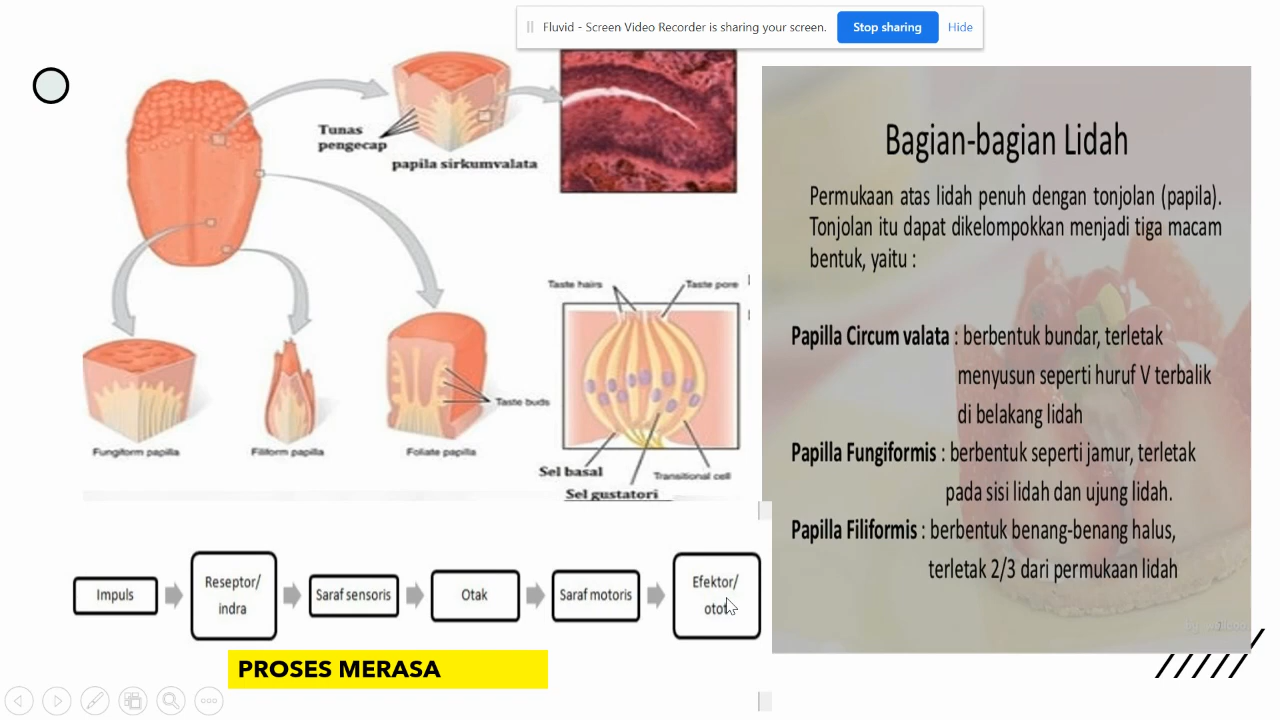 Fluvid - Screen Video Recorder is sharing your screen.
Stop sharing
Hide
Tunas
pengecap
papila sirkumvalata
Taste hairs
Taste pore
Taste buds
Fungiform papilla
Filiform papilla
Foliate papilla
Sel basal
Transitional cell
Sel gustatori
Impuls
Reseptor/
indra
Saraf sensoris
Otak
Saraf motoris
Efektor/
otot
PROSES MERASA
Bagian-bagian Lidah
Permukaan atas lidah penuh dengan tonjolan (papila).
Tonjolan itu dapat dikelompokkan menjadi tiga macam
bentuk, yaitu :
Papilla Circum valata : berbentuk bundar, terletak
menyusun seperti huruf V terbalik
di belakang lidah
Papilla Fungiformis : berbentuk seperti jamur, terletak
pada sisi lidah dan ujung lidah.
Papilla Filiformis : berbentuk benang-benang halus,
terletak 2/3 dari permukaan lidah
by